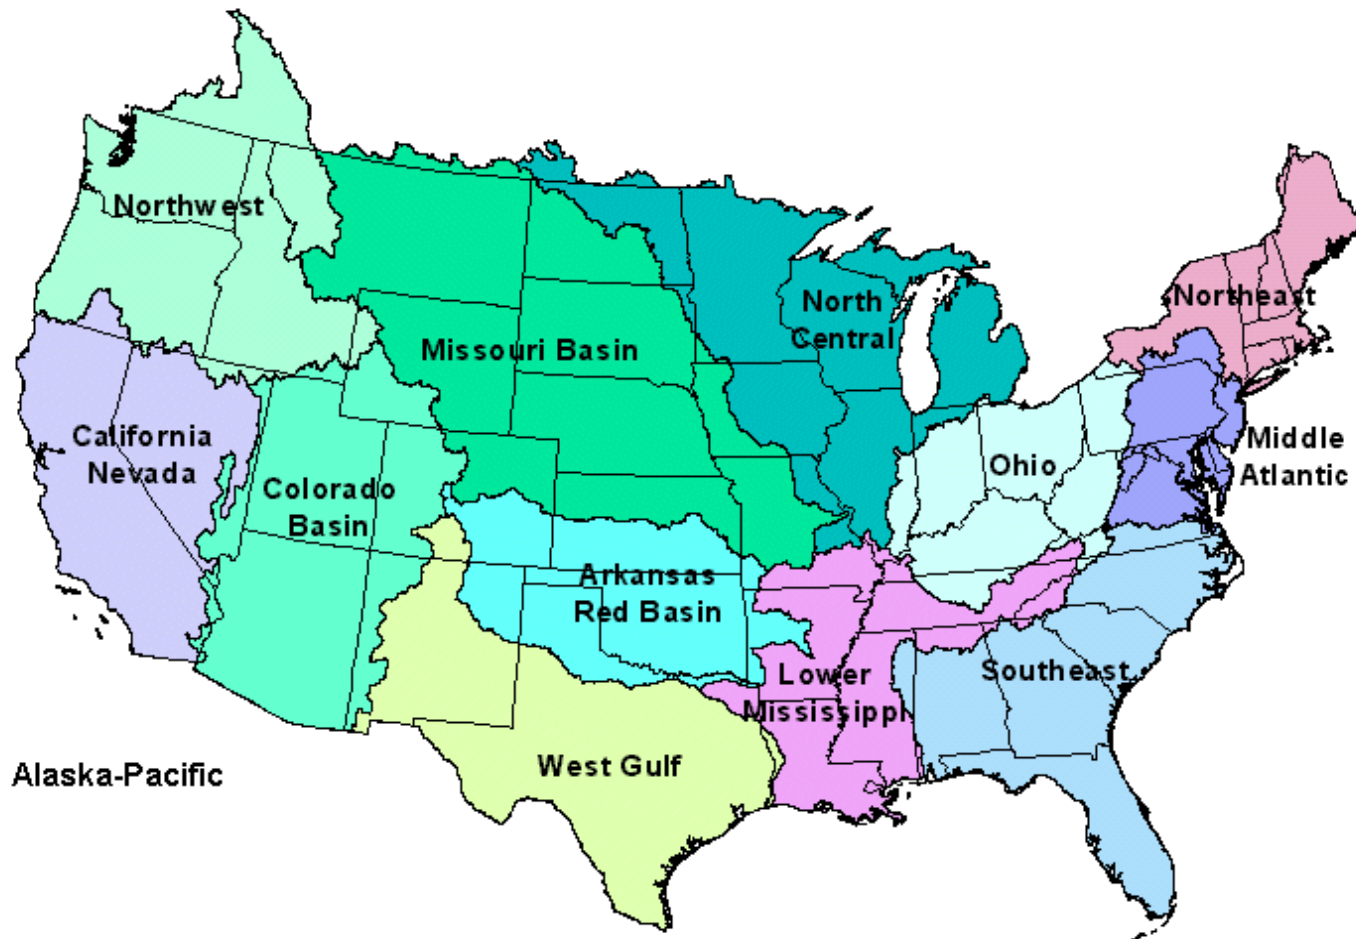 Northwest
Northeast
North
Central
Missouri Basin
California
Nevada
Ohio
Middle
Atlantic
Colorado
Basin
Arkansas
Red Basin
Lower
Mississippi
Southeast
West Gulf
Alaska-Pacific